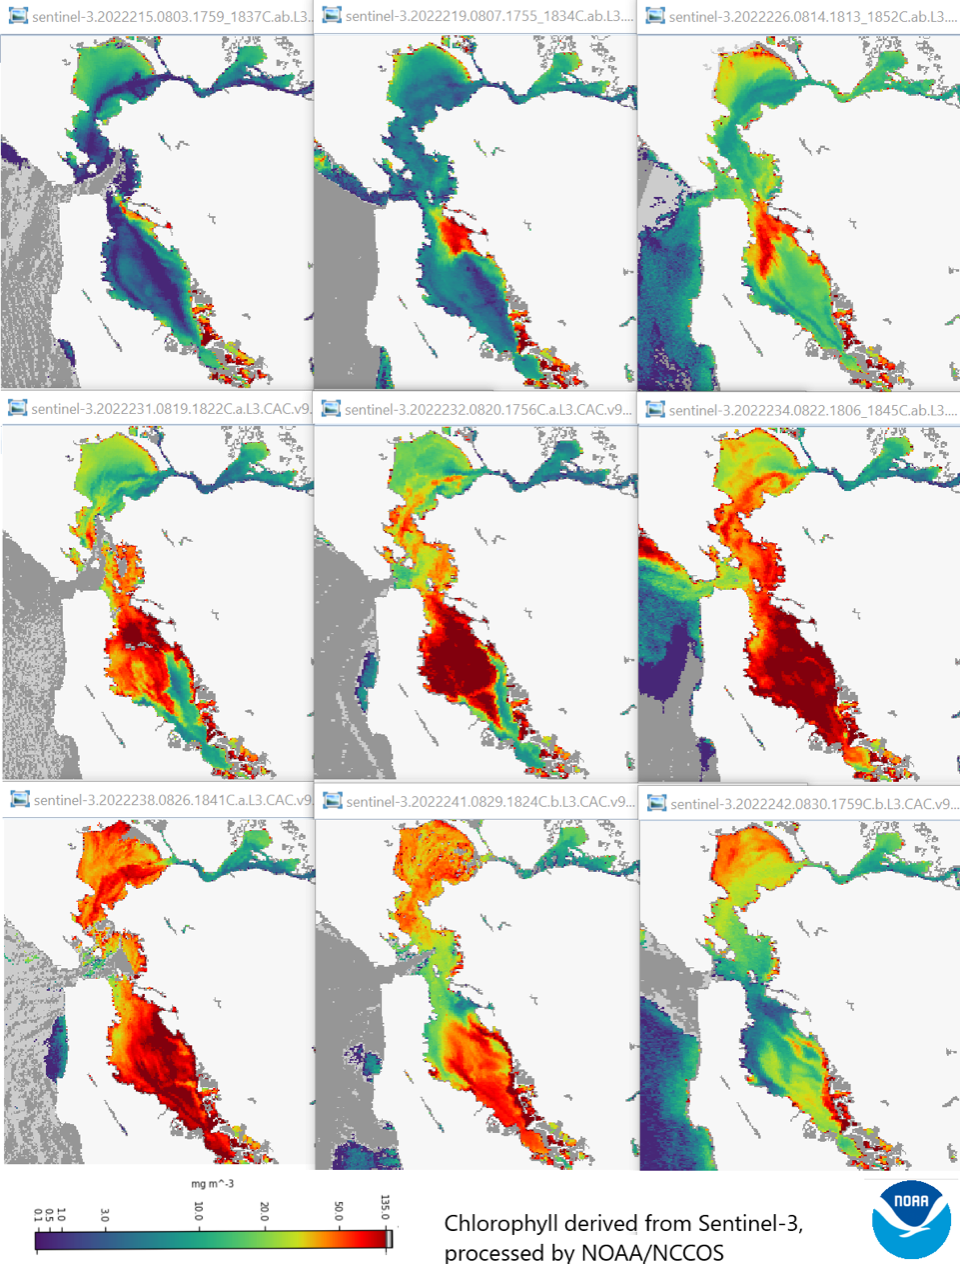 sentinel-3.2022215.0803.1759_1837C.ab.L3...
sentinel-3.2022219.0807.1755_1834C.ab.L3....
sentinel-3.2022226.0814.1813_1852C.ab.L3....
sentinel-3.2022231.0819.1822C.a.L3.CAC.v9...
sentinel-3.2022232.0820.1756C.a.L3.CAC.v9...
sentinel-3.2022234.0822.1806_1845C.ab.L3....
sentinel-3.2022238.0826.1841C.a.L3.CAC.v9...
sentinel-3.2022241.0829.1824C.b.L3.CAC.v9...
sentinel-3.2022242.0830.1759C.b.L3.CAC.v9...
mg m^-3
0.1 0.5 1.0 3.0 10.0 20.0 50.0 135.0
Chlorophyll derived from Sentinel-3,
processed by NOAA/NCCOS
NOAA